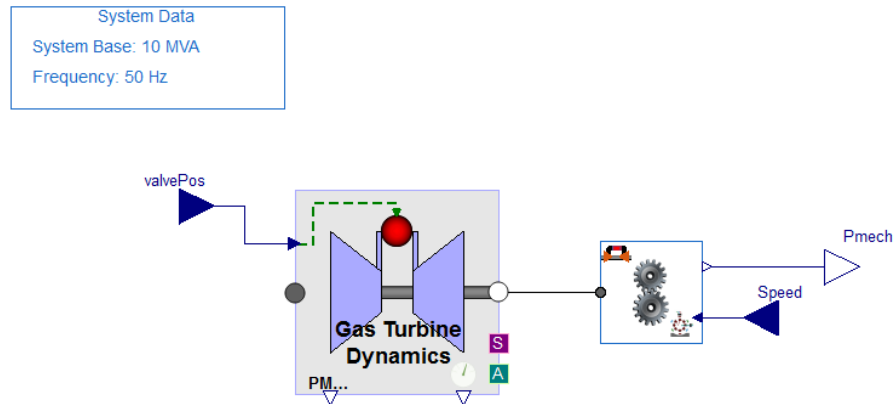 System Data
System Base: 10 MVA
Frequency: 50 Hz
valvePos
Pmech
Speed
Gas Turbine
Dynamics
S
A
PM...